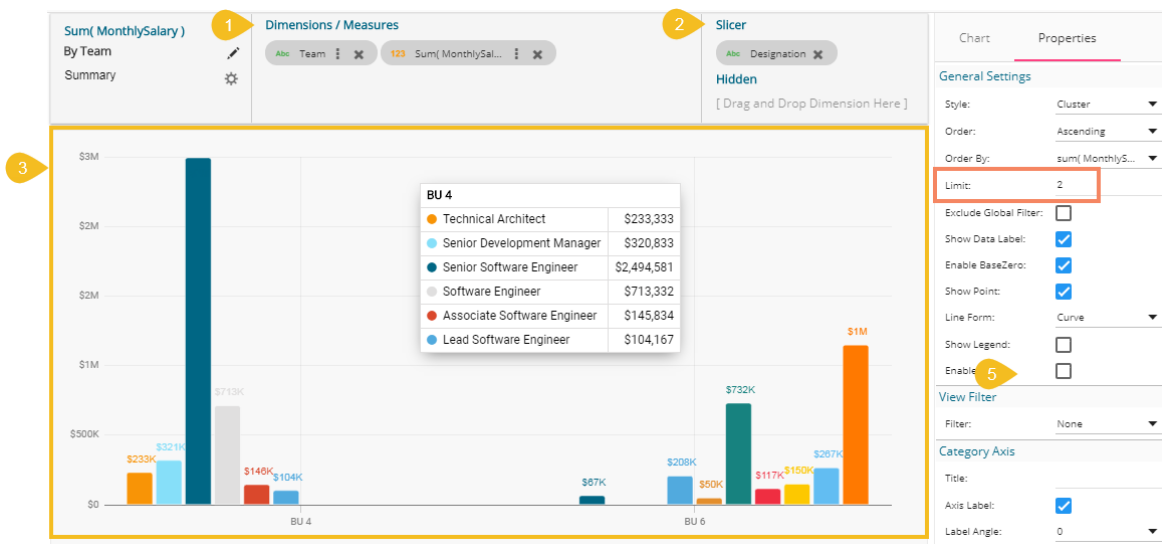 1
2
3
5
Sum( MonthlySalary )
By Team
Summary
Dimensions / Measures
Abc Team
123 Sum( MonthlySal...
Slicer
Abc Designation
Hidden
[ Drag and Drop Dimension Here ]
$3M
$2M
$2M
$1M
$500K
$0
$233K
$321K
$713K
$146K
$104K
BU 4
BU 4
Technical Architect $233,333
Senior Development Manager $320,833
Senior Software Engineer $2,494,581
Software Engineer $713,332
Associate Software Engineer $145,834
Lead Software Engineer $104,167
$67K
$208K
$50K
$732K
$117K
$150K
$267K
$1M
BU 6
Chart Properties
General Settings
Style: Cluster
Order: Ascending
Order By: sum( MonthlyS...
Limit: 2
Exclude Global Filter:
Show Data Label:
Enable BaseZero:
Show Point:
Line Form: Curve
Show Legend:
View Filter
Filter: None
Category Axis
Title:
Axis Label:
Label Angle: 0